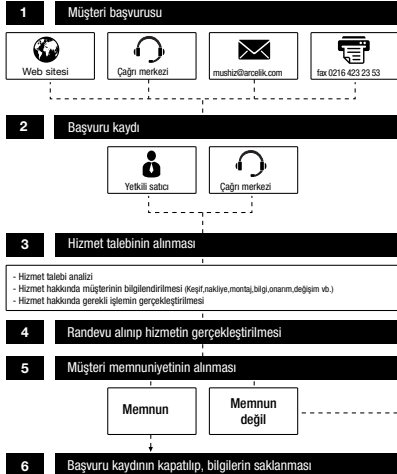 1 Müşteri başvurusu
Web sitesi
Çağrı merkezi
mushiz@arcelik.com
fax 0216 423 23 53
2 Başvuru kaydı
Yetkili satıcı
Çağrı merkezi
3 Hizmet talebinin alınması
- Hizmet talebi analizi
- Hizmet hakkında müşterinin bilgilendirilmesi (Keşif,nakliye,montaj,bilgi,onarım,değişim vb.)
- Hizmet hakkında gerekli işlemin gerçekleştirilmesi
4 Randevu alınıp hizmetin gerçekleştirilmesi
5 Müşteri memnuniyetinin alınması
Memnun
Memnun
değil
6 Başvuru kaydının kapatılıp, bilgilerin saklanması